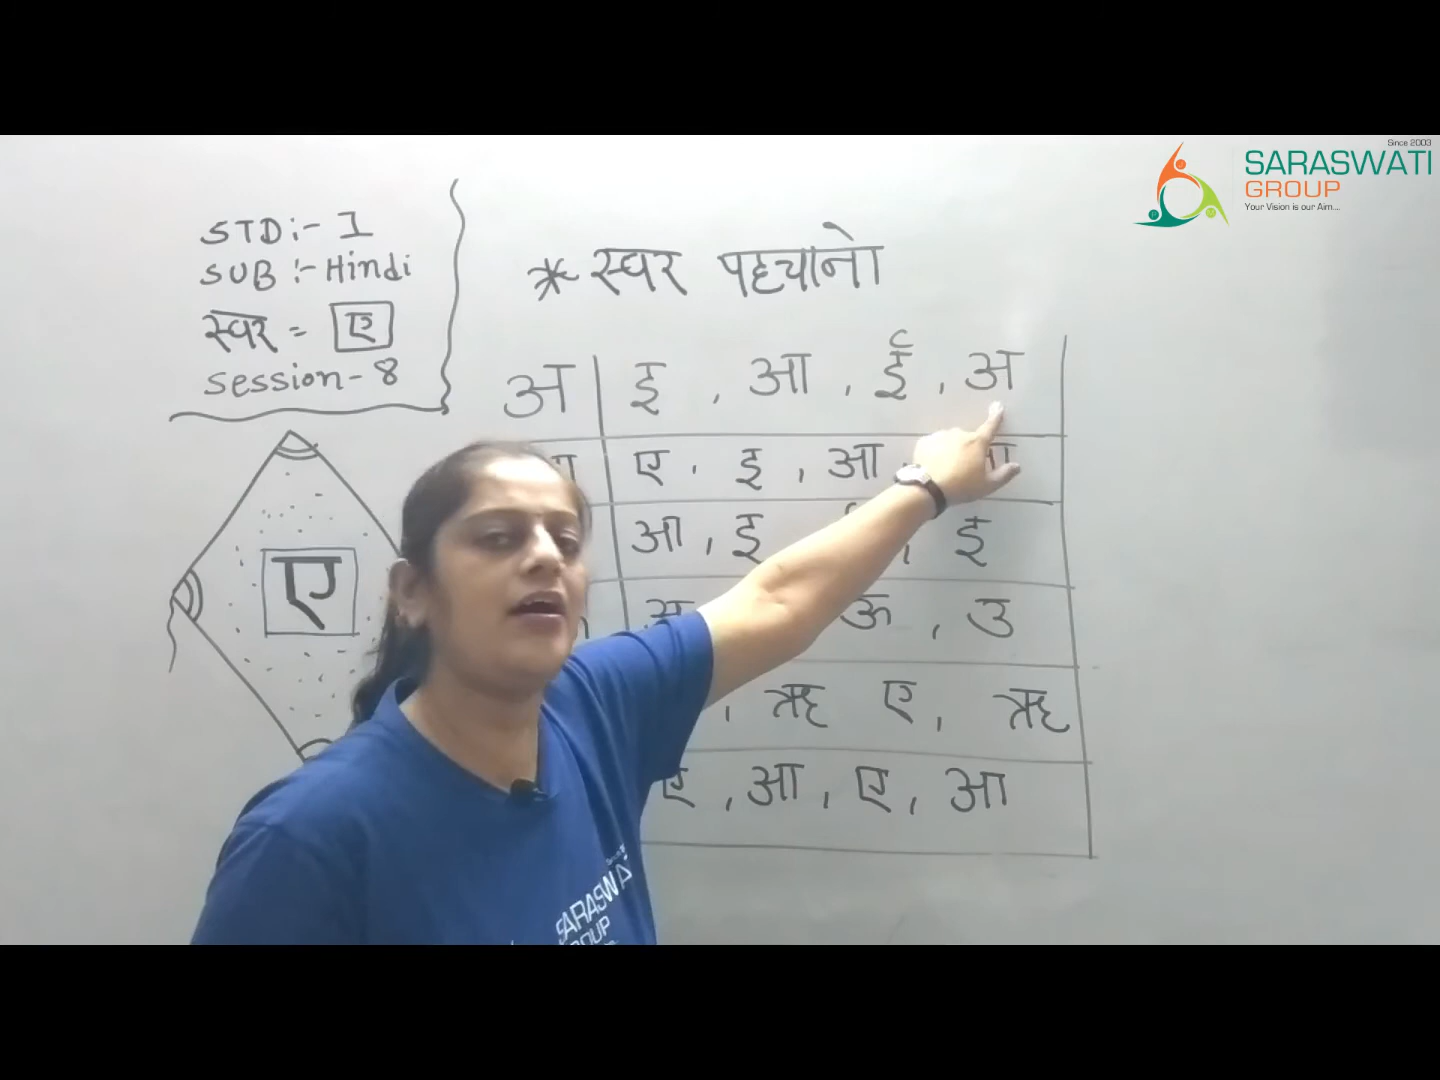 Since 2003
SARASWATI
GROUP
Your Vision is our Aim....
STD:- 1
SUB :- Hindi
स्वर = ए
Session - 8
* स्वर पहचानो
अ | इ , आ , ई , अ
ए , इ , आ
आ , इ , इ
ऊ , उ
, ऋ ए , ऋ
ए , आ , ए , आ
ए
SARASWA
GROUP